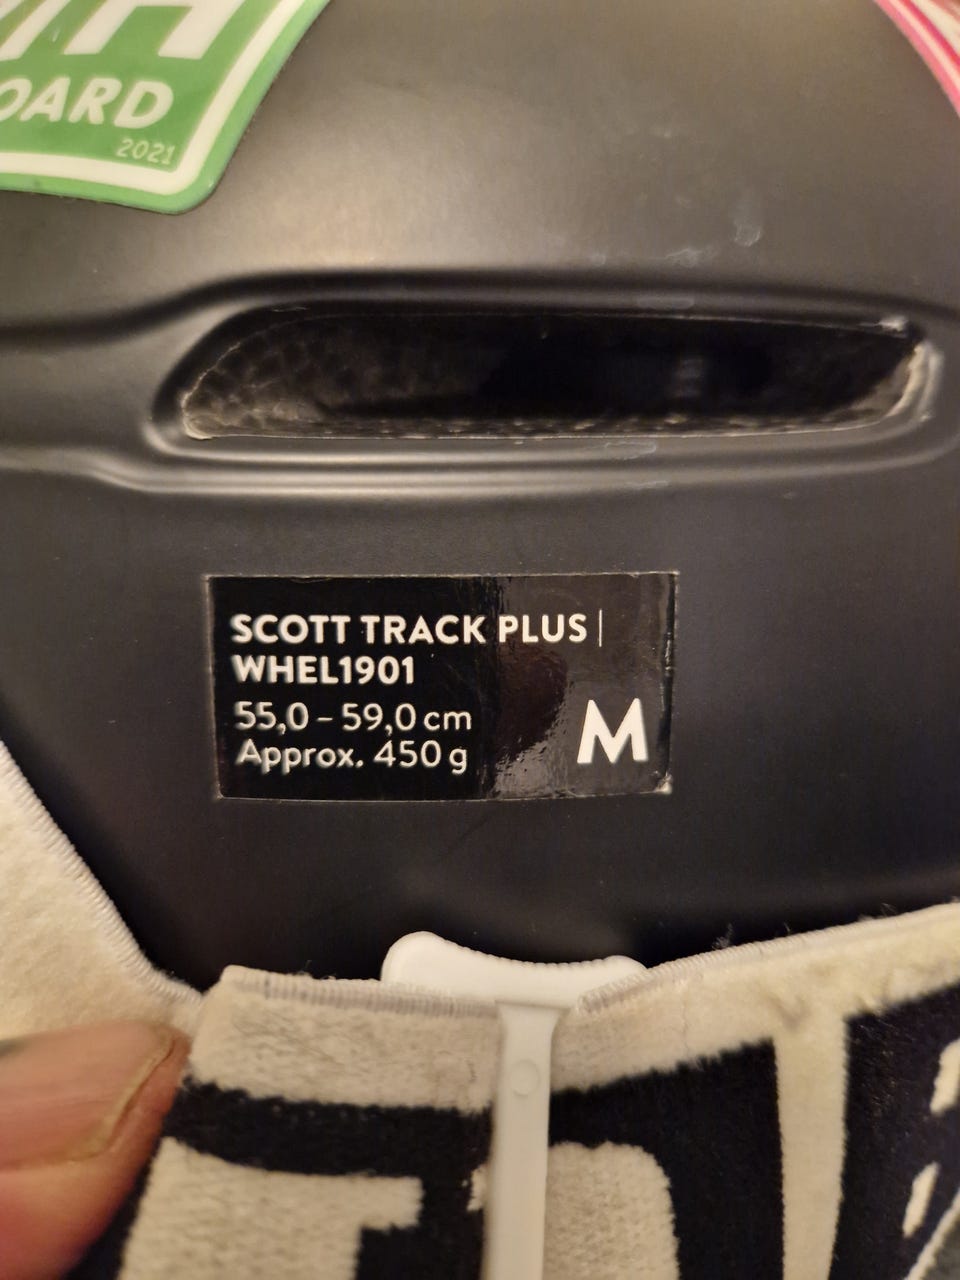 OARD
2021
SCOTT TRACK PLUS |
WHEL1901
55,0 – 59,0 cm
Approx. 450 g
M